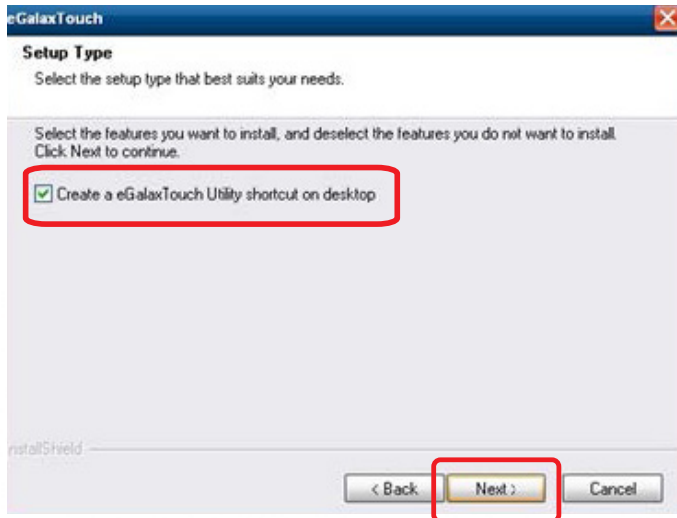 eGalaxTouch
Setup Type
Select the setup type that best suits your needs.
Select the features you want to install, and deselect the features you do not want to install.
Click Next to continue.
Create a eGalaxTouch Utility shortcut on desktop
InstallShield
< Back
Next >
Cancel